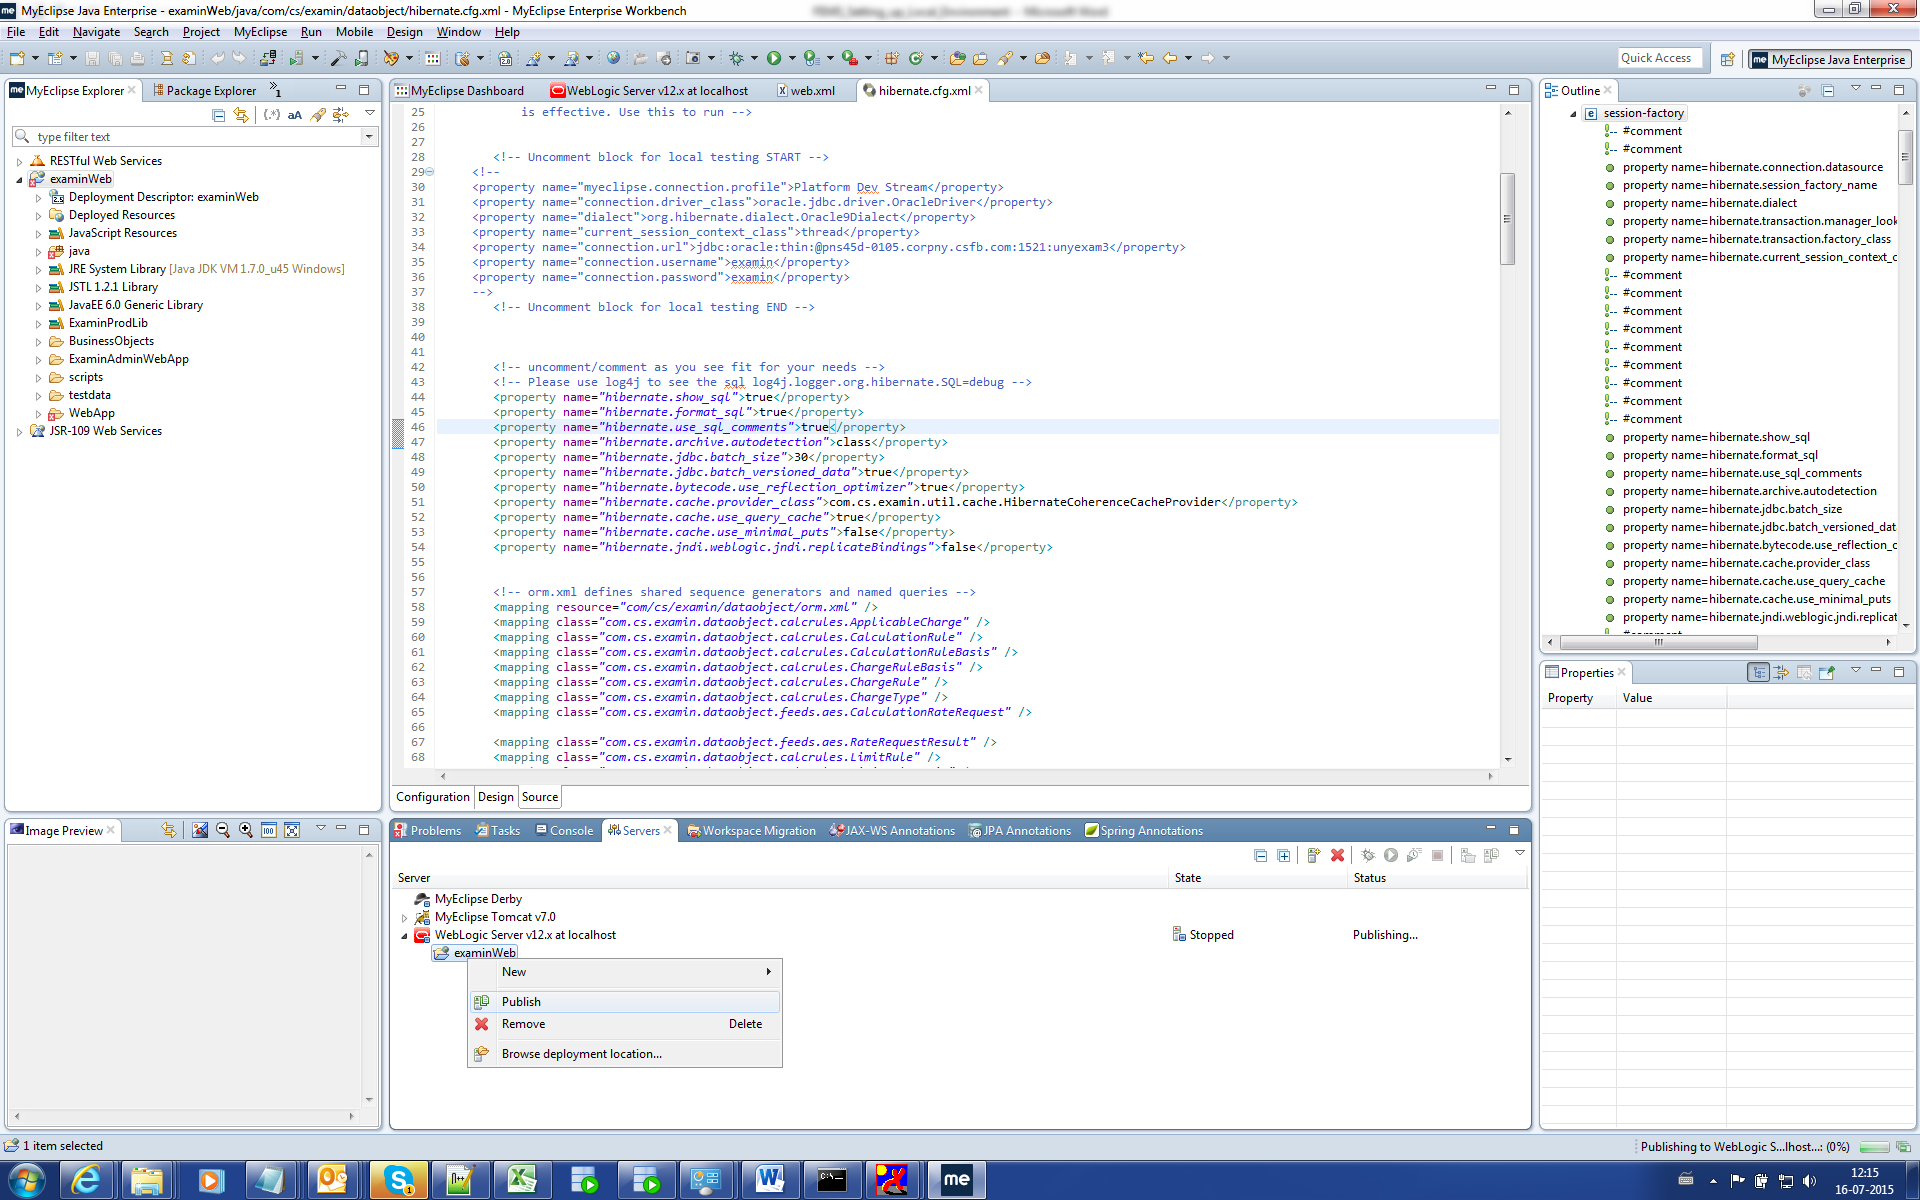 MyEclipse Java Enterprise - examinWeb/java/com/cs/examin/dataobject/hibernate.cfg.xml - MyEclipse Enterprise Workbench
File Edit Navigate Search Project MyEclipse Run Mobile Design Window Help
Quick Access
MyEclipse Java Enterprise
MyEclipse Explorer
Package Explorer
type filter text
RESTful Web Services
examinWeb
Deployment Descriptor: examinWeb
Deployed Resources
JavaScript Resources
java
JRE System Library [Java JDK VM 1.7.0_u45 Windows]
JSTL 1.2.1 Library
JavaEE 6.0 Generic Library
ExaminProdLib
BusinessObjects
ExaminAdminWebApp
scripts
testdata
WebApp
JSR-109 Web Services
MyEclipse Dashboard
WebLogic Server v12.x at localhost
web.xml
hibernate.cfg.xml
25 is effective. Use this to run -->
26
27
28 <!-- Uncomment block for local testing START -->
29 <!--
30 <property name="myeclipse.connection.profile">Platform Dev Stream</property>
31 <property name="connection.driver_class">oracle.jdbc.driver.OracleDriver</property>
32 <property name="dialect">org.hibernate.dialect.Oracle9Dialect</property>
33 <property name="current_session_context_class">thread</property>
34 <property name="connection.url">jdbc:oracle:thin:@pns45d-0105.corpny.csfb.com:1521:unyexam3</property>
35 <property name="connection.username">examin</property>
36 <property name="connection.password">examin</property>
37 -->
38 <!-- Uncomment block for local testing END -->
39
40
41
42 <!-- uncomment/comment as you see fit for your needs -->
43 <!-- Please use log4j to see the sql log4j.logger.org.hibernate.SQL=debug -->
44 <property name="hibernate.show_sql">true</property>
45 <property name="hibernate.format_sql">true</property>
46 <property name="hibernate.use_sql_comments">true</property>
47 <property name="hibernate.archive.autodetection">class</property>
48 <property name="hibernate.jdbc.batch_size">30</property>
49 <property name="hibernate.jdbc.batch_versioned_data">true</property>
50 <property name="hibernate.bytecode.use_reflection_optimizer">true</property>
51 <property name="hibernate.cache.provider_class">com.cs.examin.util.cache.HibernateCoherenceCacheProvider</property>
52 <property name="hibernate.cache.use_query_cache">true</property>
53 <property name="hibernate.cache.use_minimal_puts">false</property>
54 <property name="hibernate.jndi.weblogic.jndi.replicateBindings">false</property>
55
56
57 <!-- orm.xml defines shared sequence generators and named queries -->
58 <mapping resource="com/cs/examin/dataobject/orm.xml" />
59 <mapping class="com.cs.examin.dataobject.calcrules.ApplicableCharge" />
60 <mapping class="com.cs.examin.dataobject.calcrules.CalculationRule" />
61 <mapping class="com.cs.examin.dataobject.calcrules.CalculationRuleBasis" />
62 <mapping class="com.cs.examin.dataobject.calcrules.ChargeRuleBasis" />
63 <mapping class="com.cs.examin.dataobject.calcrules.ChargeRule" />
64 <mapping class="com.cs.examin.dataobject.calcrules.ChargeType" />
65 <mapping class="com.cs.examin.dataobject.feeds.aes.CalculationRateRequest" />
66
67 <mapping class="com.cs.examin.dataobject.feeds.aes.RateRequestResult" />
68 <mapping class="com.cs.examin.dataobject.calcrules.LimitRule" />
Configuration Design Source
Outline
session-factory
#comment
#comment
property name=hibernate.connection.datasource
property name=hibernate.session_factory_name
property name=hibernate.dialect
property name=hibernate.transaction.manager_look
property name=hibernate.transaction.factory_class
property name=hibernate.current_session_context_c
#comment
#comment
#comment
#comment
#comment
#comment
#comment
#comment
#comment
property name=hibernate.show_sql
property name=hibernate.format_sql
property name=hibernate.use_sql_comments
property name=hibernate.archive.autodetection
property name=hibernate.jdbc.batch_size
property name=hibernate.jdbc.batch_versioned_dat
property name=hibernate.bytecode.use_reflection_o
property name=hibernate.cache.provider_class
property name=hibernate.cache.use_query_cache
property name=hibernate.cache.use_minimal_puts
property name=hibernate.jndi.weblogic.jndi.replicat
Properties
Property Value
Image Preview
Problems Tasks Console Servers Workspace Migration JAX-WS Annotations JPA Annotations Spring Annotations
Server State Status
MyEclipse Derby
MyEclipse Tomcat v7.0
WebLogic Server v12.x at localhost Stopped Publishing...
examinWeb
New
Publish
Remove Delete
Browse deployment location...
1 item selected
Publishing to WebLogic S...lhost...: (0%)
me
12:15
16-07-2015